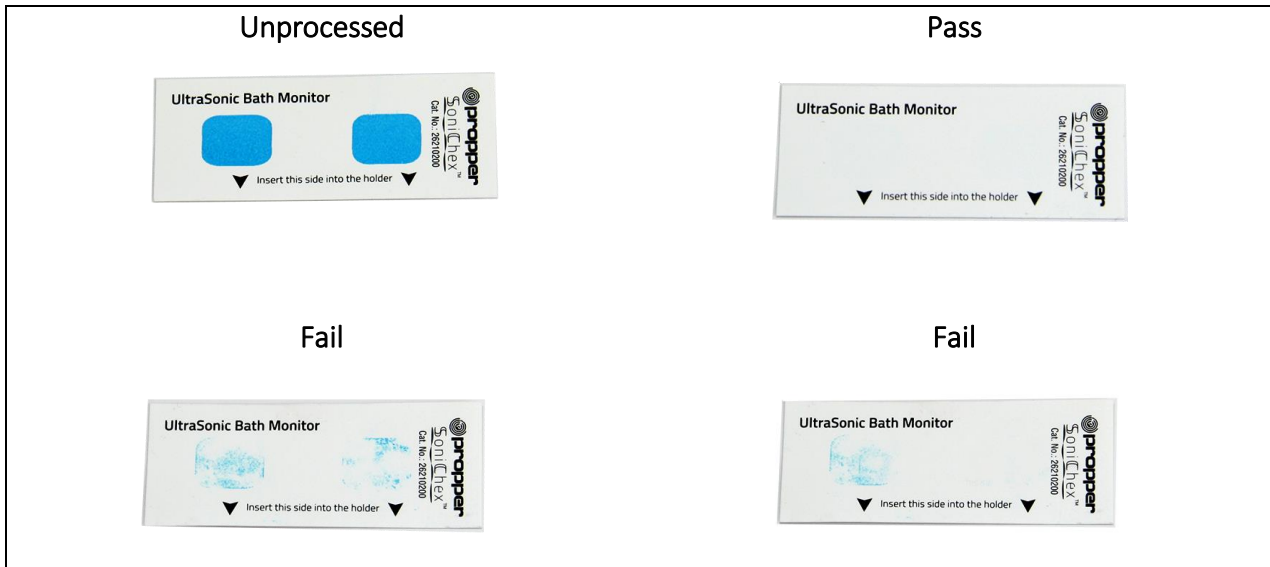 Unprocessed
UltraSonic Bath Monitor
Insert this side into the holder
propper
SoniChex™
Cat. No.: 26210200
Pass
UltraSonic Bath Monitor
Insert this side into the holder
propper
SoniChex™
Cat. No.: 26210200
Fail
UltraSonic Bath Monitor
Insert this side into the holder
propper
SoniChex™
Cat. No.: 26210200
Fail
UltraSonic Bath Monitor
Insert this side into the holder
propper
SoniChex™
Cat. No.: 26210200